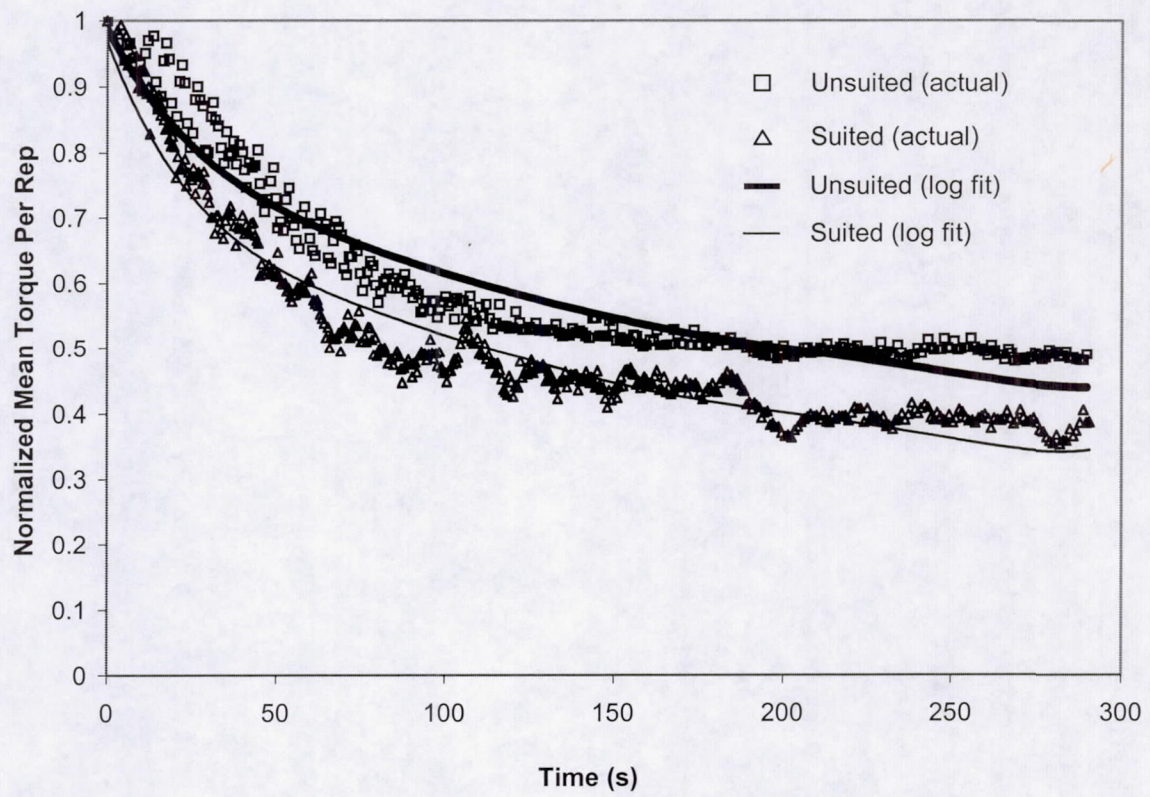 1
0.9
0.8
0.7
0.6
0.5
0.4
0.3
0.2
0.1
0
Normalized Mean Torque Per Rep
Unsuited (actual)
Suited (actual)
Unsuited (log fit)
Suited (log fit)
0 50 100 150 200 250 300
Time (s)